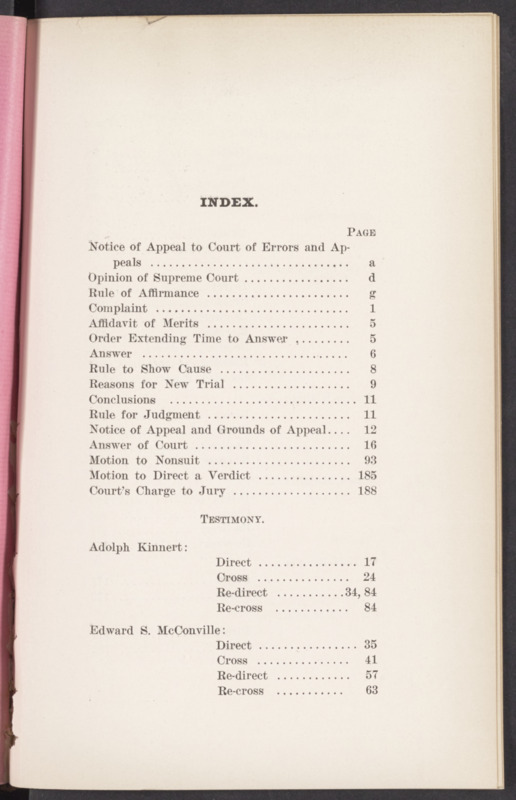 INDEX.
PAGE
Notice of Appeal to Court of Errors and Ap-
peals ................................ a
Opinion of Supreme Court ................. d
Rule of Affirmance ....................... g
Complaint ............................... 1
Affidavit of Merits ....................... 5
Order Extending Time to Answer ,........ 5
Answer ................................. 6
Rule to Show Cause ..................... 8
Reasons for New Trial ................... 9
Conclusions .............................. 11
Rule for Judgment ....................... 11
Notice of Appeal and Grounds of Appeal.... 12
Answer of Court ......................... 16
Motion to Nonsuit ....................... 93
Motion to Direct a Verdict ............... 185
Court's Charge to Jury ................... 188
TESTIMONY.
Adolph Kinnert:
Direct ................ 17
Cross ............... 24
Re-direct ...........34, 84
Re-cross ............ 84
Edward S. McConville:
Direct ................ 35
Cross ............... 41
Re-direct ............ 57
Re-cross ........... 63